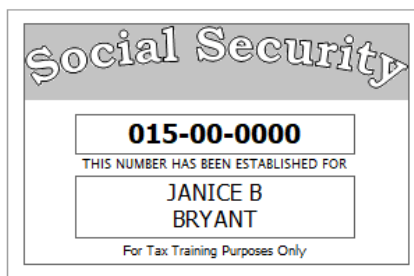 Social Security
015-00-0000
THIS NUMBER HAS BEEN ESTABLISHED FOR
JANICE B
BRYANT
For Tax Training Purposes Only